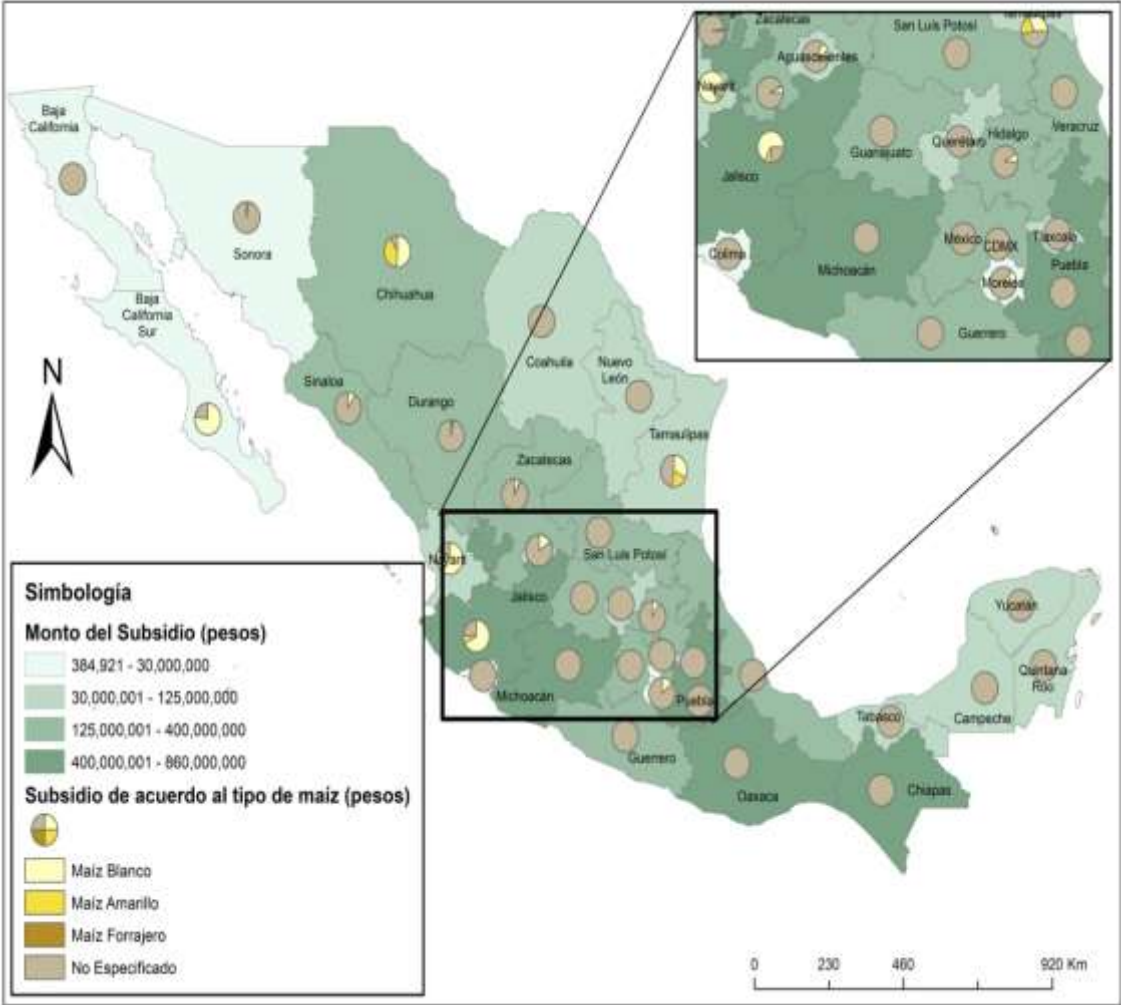 Baja
California
Sonora
Chihuahua
Baja
California
Sur
Coahuila
Nuevo
León
Sinaloa
Durango
Tamaulipas
Zacatecas
San Luís Potosí
Nayarit
Jalisco
Michoacán
Puebla
Guerrero
Oaxaca
Chiapas
Tabasco
Campeche
Yucatán
Quintana
Roo
N
Zacatecas
San Luís Potosí
Tamaulipas
Aguascalientes
Nayarit
Veracruz
Guanajuato
Querétaro
Hidalgo
Jalisco
Colima
Michoacán
México
CDMX
Tlaxcala
Morelos
Puebla
Guerrero
Simbología
Monto del Subsidio (pesos)
384,921 - 30,000,000
30,000,001 - 125,000,000
125,000,001 - 400,000,000
400,000,001 - 860,000,000
Subsidio de acuerdo al tipo de maiz (pesos)
Maíz Blanco
Maíz Amarillo
Maíz Forrajero
No Especificado
0 230 460 920 Km